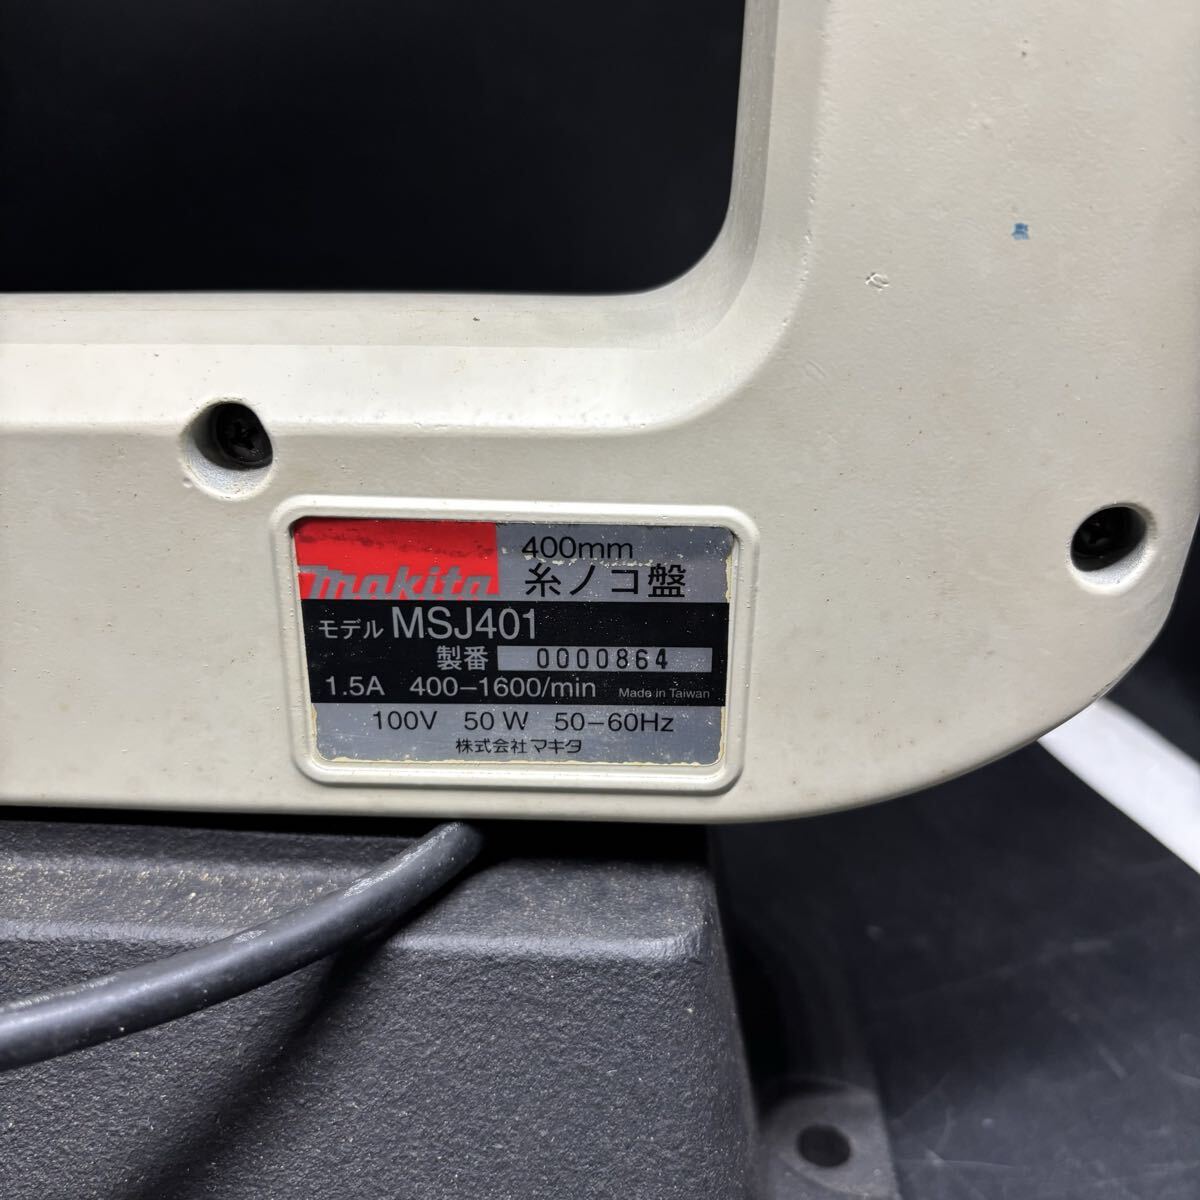 makita
400mm
糸ノコ盤
モデル MSJ401
製番 0000864
1.5A 400-1600/min Made in Taiwan
100V 50W 50-60Hz
株式会社マキタ